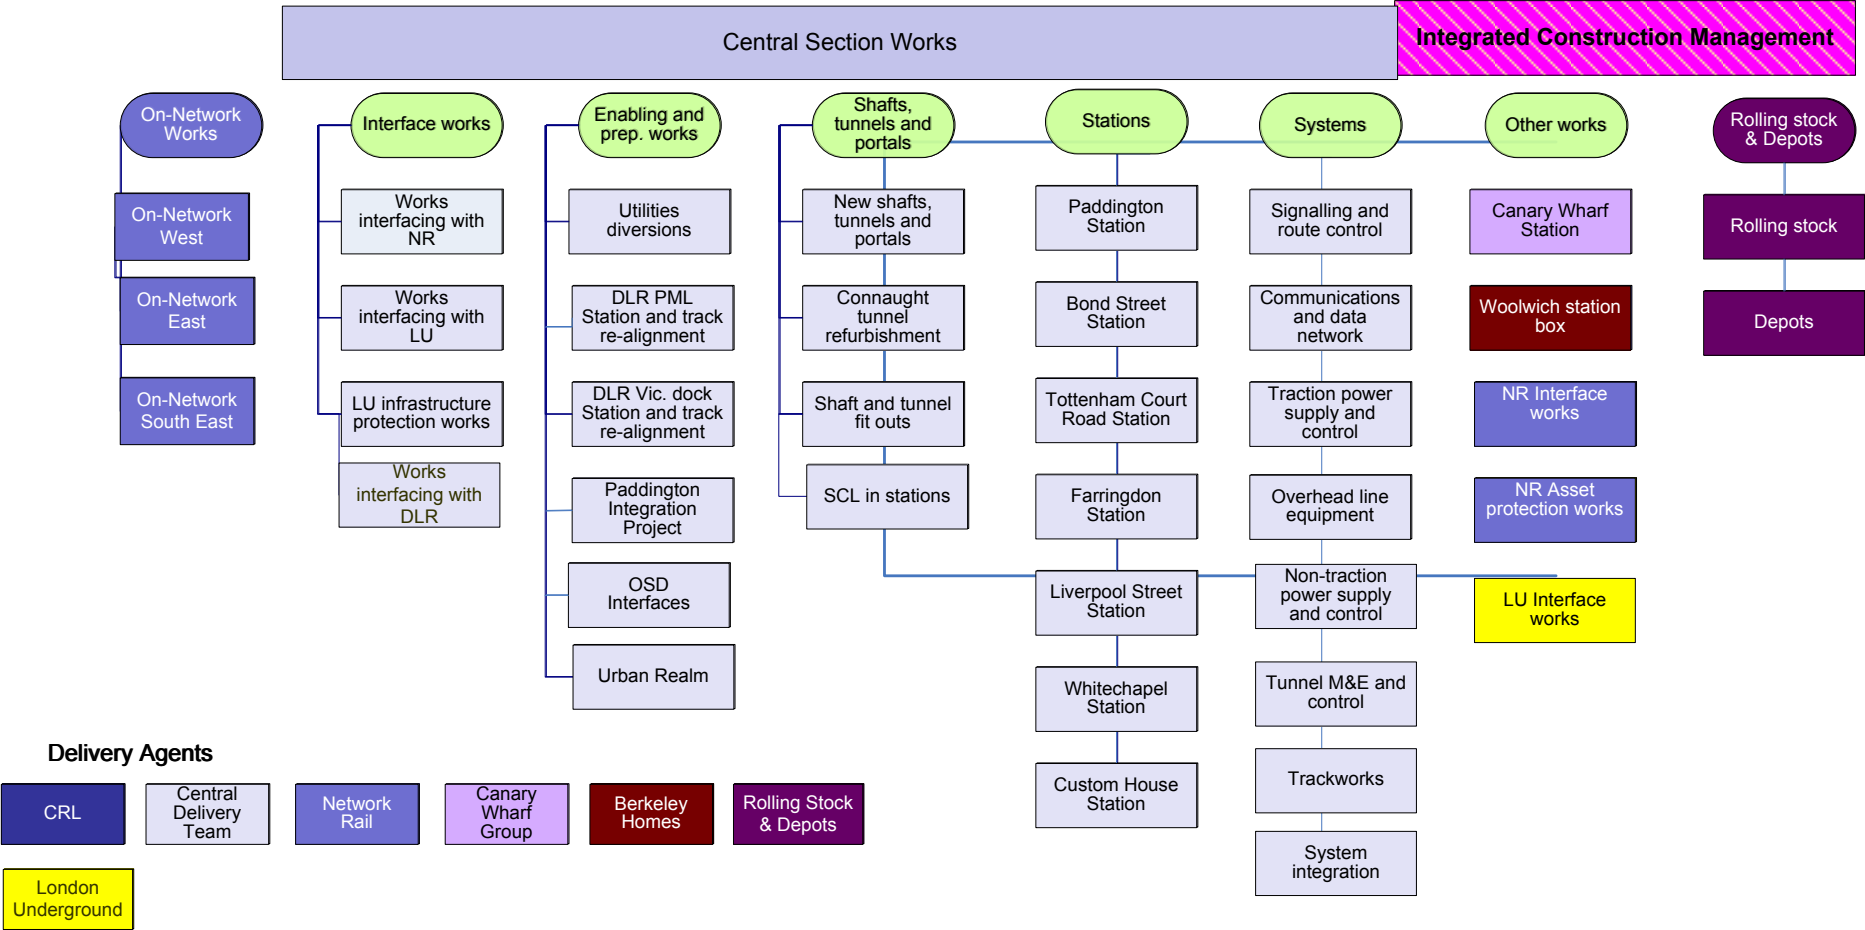 Central Section Works
Integrated Construction Management
On-Network
Works
On-Network
West
On-Network
East
On-Network
South East
Interface works
Works
interfacing with
NR
Works
interfacing with
LU
LU infrastructure
protection works
Works
interfacing with
DLR
Enabling and
prep. works
Utilities
diversions
DLR PML
Station and track
re-alignment
DLR Vic. dock
Station and track
re-alignment
Paddington
Integration
Project
OSD
Interfaces
Urban Realm
Shafts,
tunnels and
portals
New shafts,
tunnels and
portals
Connaught
tunnel
refurbishment
Shaft and tunnel
fit outs
SCL in stations
Stations
Paddington
Station
Bond Street
Station
Tottenham Court
Road Station
Farringdon
Station
Liverpool Street
Station
Whitechapel
Station
Custom House
Station
Systems
Signalling and
route control
Communications
and data
network
Traction power
supply and
control
Overhead line
equipment
Non-traction
power supply
and control
Tunnel M&E and
control
Trackworks
System
integration
Other works
Canary Wharf
Station
Woolwich station
box
NR Interface
works
NR Asset
protection works
LU Interface
works
Rolling stock
& Depots
Rolling stock
Depots
Delivery Agents
CRL
Central
Delivery
Team
Network
Rail
Canary
Wharf
Group
Berkeley
Homes
Rolling Stock
& Depots
London
Underground